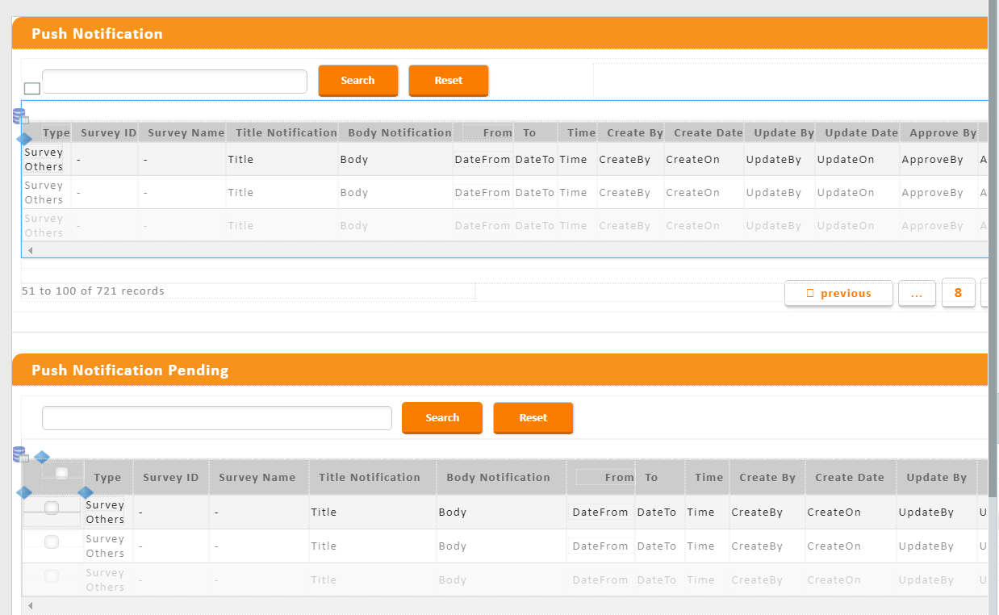 Push Notification
Search Reset
Type Survey ID Survey Name Title Notification Body Notification From To Time Create By Create Date Update By Update Date Approve By
Survey
Others - - Title Body DateFrom DateTo Time CreateBy CreateOn UpdateBy UpdateOn ApproveBy A
Survey
Others - - Title Body DateFrom DateTo Time CreateBy CreateOn UpdateBy UpdateOn ApproveBy A
Survey
Others - - Title Body DateFrom DateTo Time CreateBy CreateOn UpdateBy UpdateOn ApproveBy A
51 to 100 of 721 records previous ... 8
Push Notification Pending
Search Reset
Type Survey ID Survey Name Title Notification Body Notification From To Time Create By Create Date Update By
Survey
Others - - Title Body DateFrom DateTo Time CreateBy CreateOn UpdateBy U
Survey
Others - - Title Body DateFrom DateTo Time CreateBy CreateOn UpdateBy U
Survey
Others - - Title Body DateFrom DateTo Time CreateBy CreateOn UpdateBy U